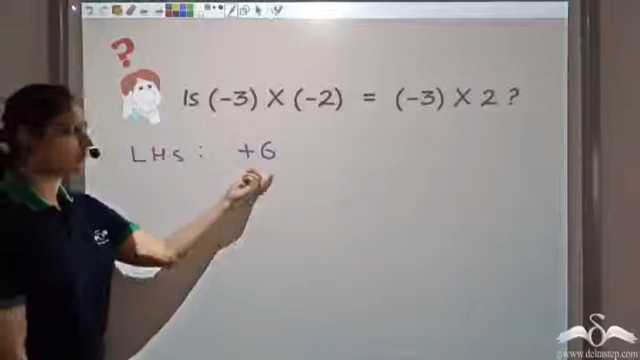 Is (-3) X (-2) = (-3) X 2 ?
LHS : +6
©www.deltastep.com